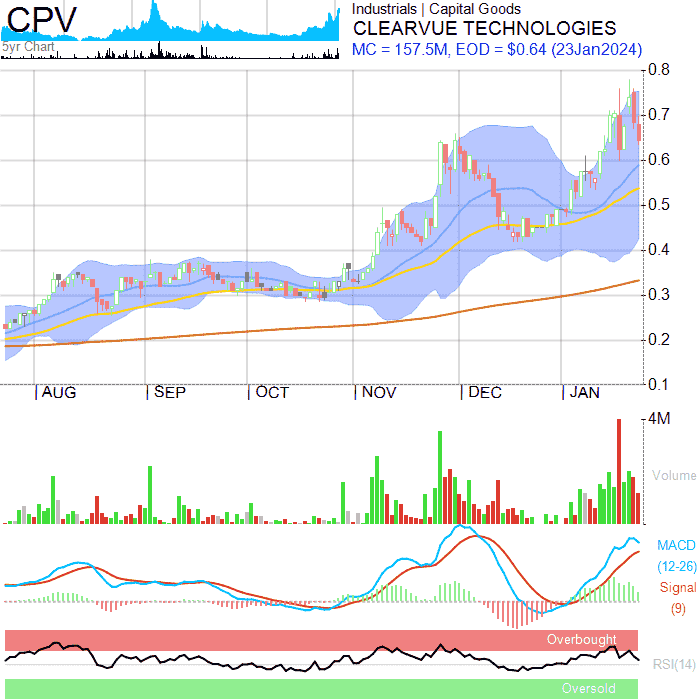 CPV
5yr Chart
Industrials | Capital Goods
CLEARVUE TECHNOLOGIES
MC = 157.5M, EOD = $0.64 (23Jan2024)
0.8
0.7
0.6
0.5
0.4
0.3
0.2
0.1
AUG SEP OCT NOV DEC JAN
4M
Volume
MACD
(12-26)
Signal
(9)
Overbought
RSI(14)
Oversold